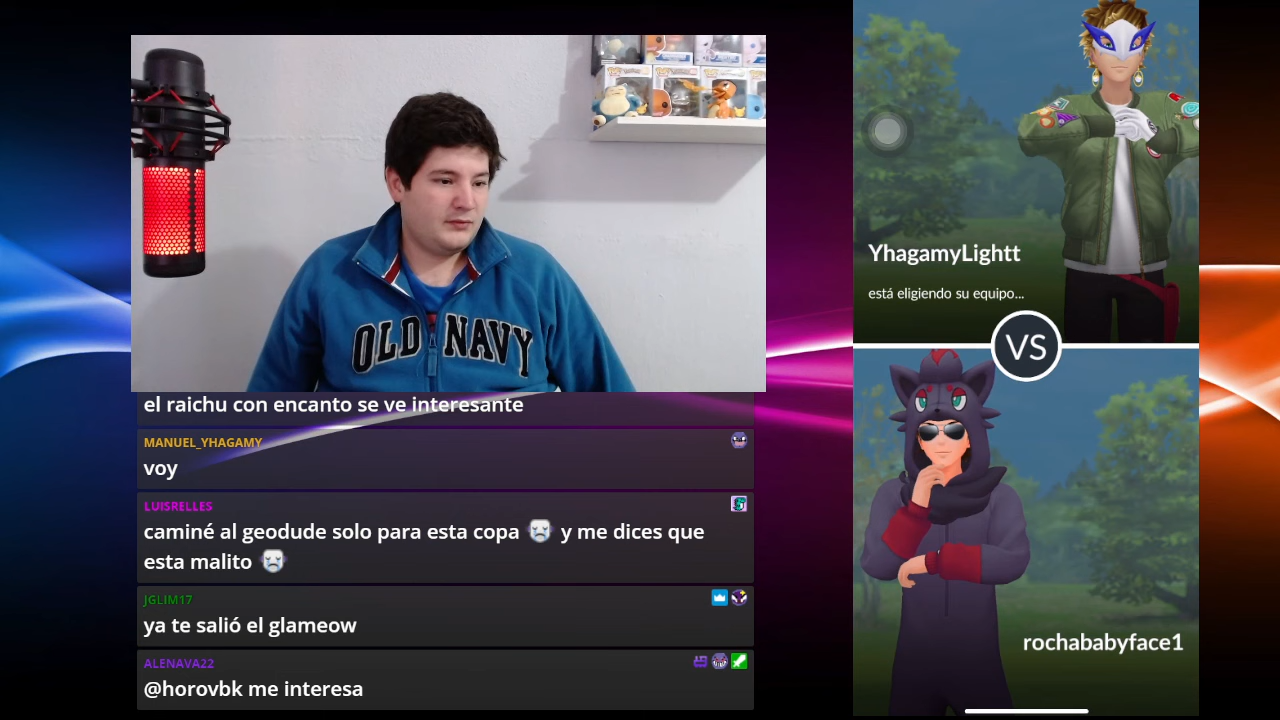 OLD NAVY
el raichu con encanto se ve interesante
MANUEL_YHAGAMY
voy
LUISRELLES
caminé al geodude solo para esta copa y me dices que
esta malito
JGLIM17
ya te salió el glameow
ALENAVA22
@horovbk me interesa
YhagamyLightt
está eligiendo su equipo...
VS
rochababyface1